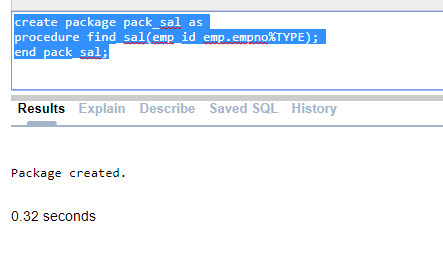 create package pack_sal as
procedure find_sal(emp_id emp.empno%TYPE);
end pack_sal;
Results Explain Describe Saved SQL History
Package created.
0.32 seconds